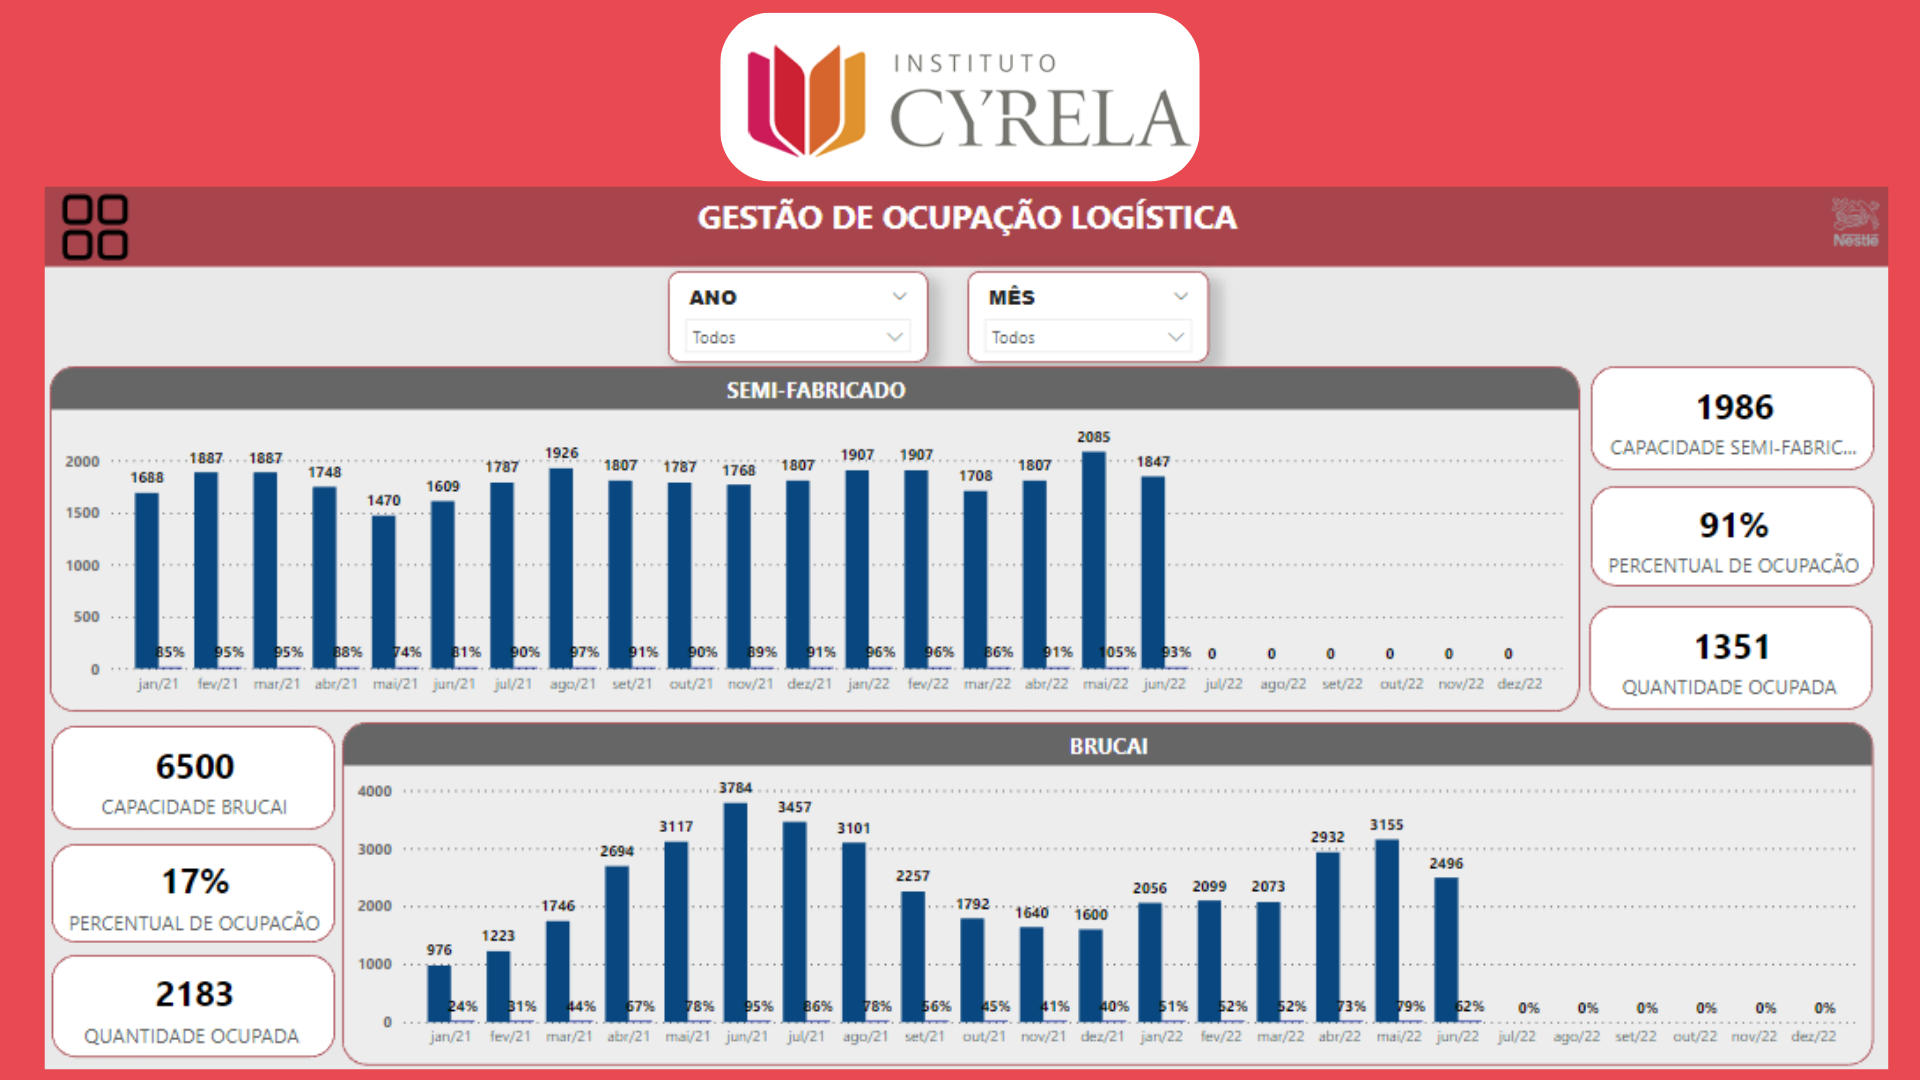 INSTITUTO
CYRELA
GESTÃO DE OCUPAÇÃO LOGÍSTICA
Nestlé
ANO
Todos
MÊS
Todos
SEMI-FABRICADO
2000
1500
1000
500
0
1688 1887 1887 1748 1470 1609 1787 1926 1807 1787 1768 1807 1907 1907 1708 1807 2085 1847
85% 95% 95% 88% 74% 81% 90% 97% 91% 90% 89% 91% 96% 96% 86% 91% 105% 93% 0 0 0 0 0 0
jan/21 fev/21 mar/21 abr/21 mai/21 jun/21 jul/21 ago/21 set/21 out/21 nov/21 dez/21 jan/22 fev/22 mar/22 abr/22 mai/22 jun/22 jul/22 ago/22 set/22 out/22 nov/22 dez/22
1986
CAPACIDADE SEMI-FABRIC...
91%
PERCENTUAL DE OCUPACÃO
1351
QUANTIDADE OCUPADA
6500
CAPACIDADE BRUCAI
17%
PERCENTUAL DE OCUPACÃO
2183
QUANTIDADE OCUPADA
BRUCAI
4000
3000
2000
1000
0
976 1223 1746 2694 3117 3784 3457 3101 2257 1792 1640 1600 2056 2099 2073 2932 3155 2496
24% 31% 44% 67% 78% 95% 86% 78% 56% 45% 41% 40% 51% 52% 52% 73% 79% 62% 0% 0% 0% 0% 0% 0%
jan/21 fev/21 mar/21 abr/21 mai/21 jun/21 jul/21 ago/21 set/21 out/21 nov/21 dez/21 jan/22 fev/22 mar/22 abr/22 mai/22 jun/22 jul/22 ago/22 set/22 out/22 nov/22 dez/22